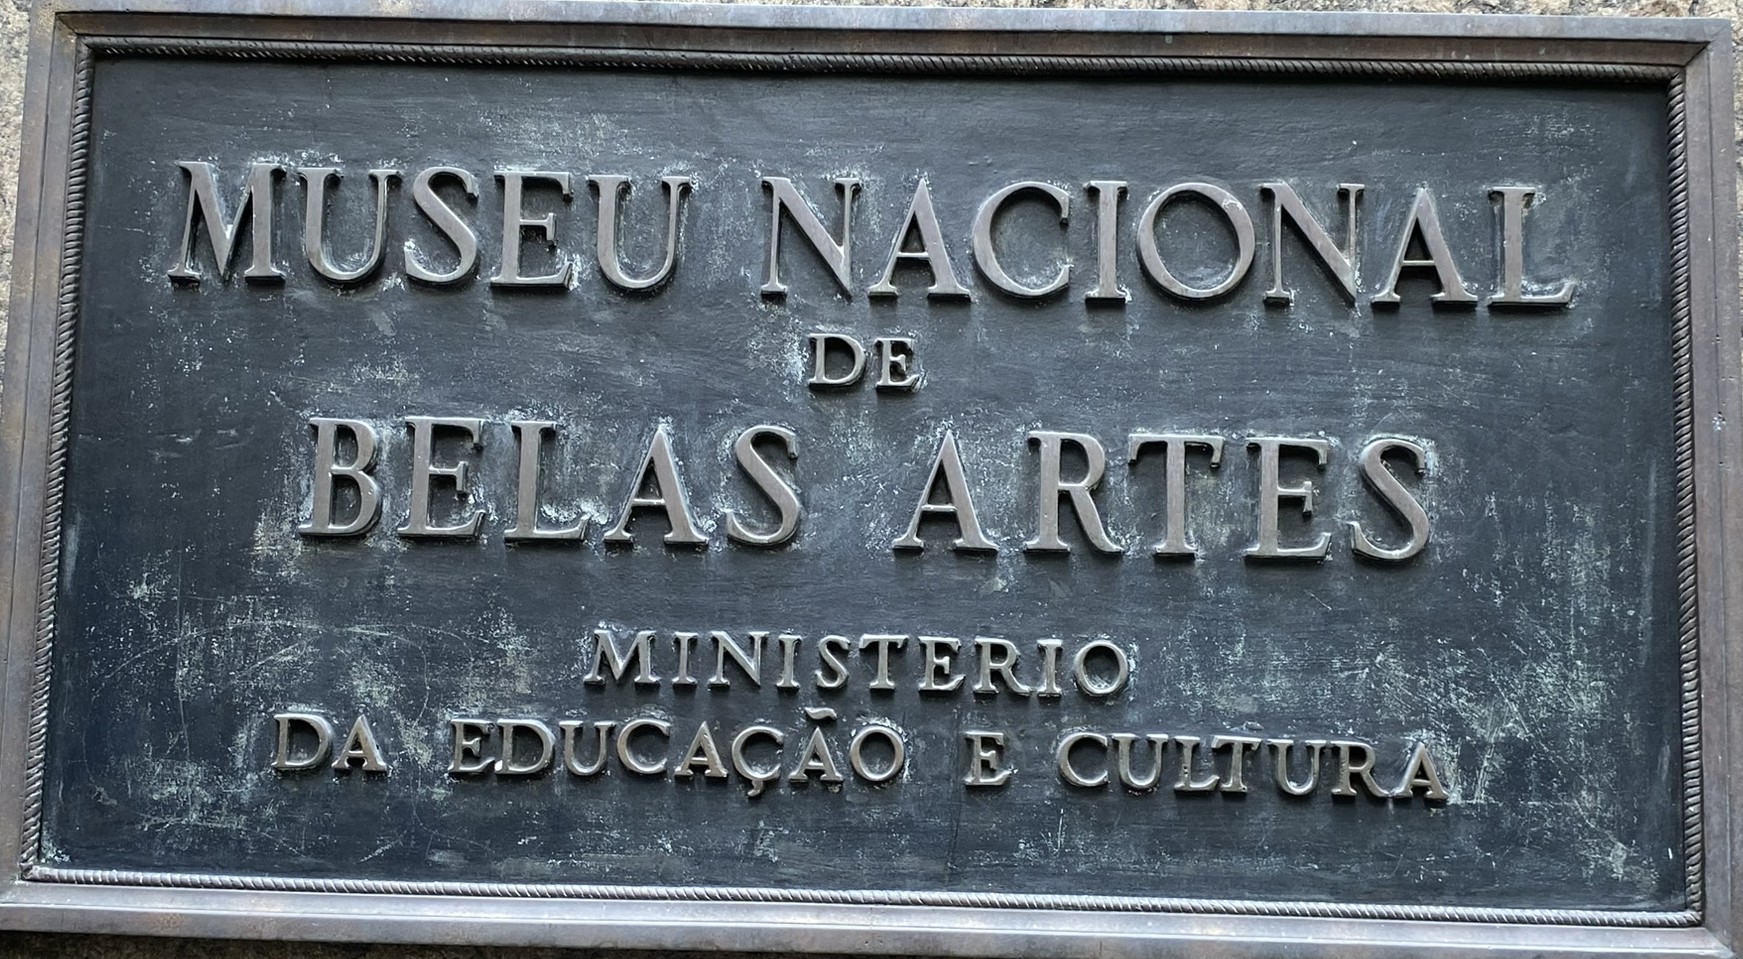 MUSEU NACIONAL
DE
BELAS ARTES
MINISTERIO
DA EDUCAÇÃO E CULTURA